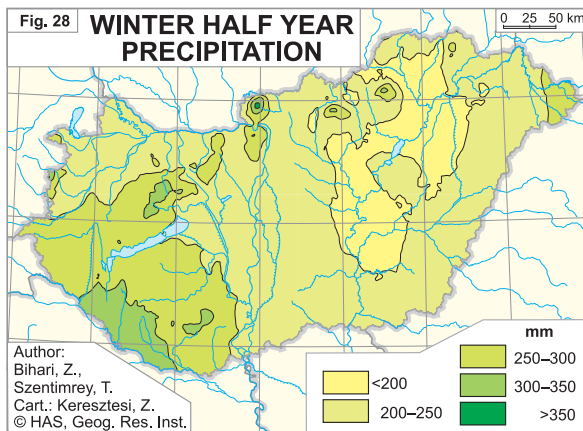 Fig. 28
WINTER HALF YEAR
PRECIPITATION
0 25 50 km
Author:
Bihari, Z.,
Szentimrey, T.
Cart.: Keresztesi, Z.
© HAS, Geog. Res. Inst.
mm
<200
200–250
250–300
300–350
>350